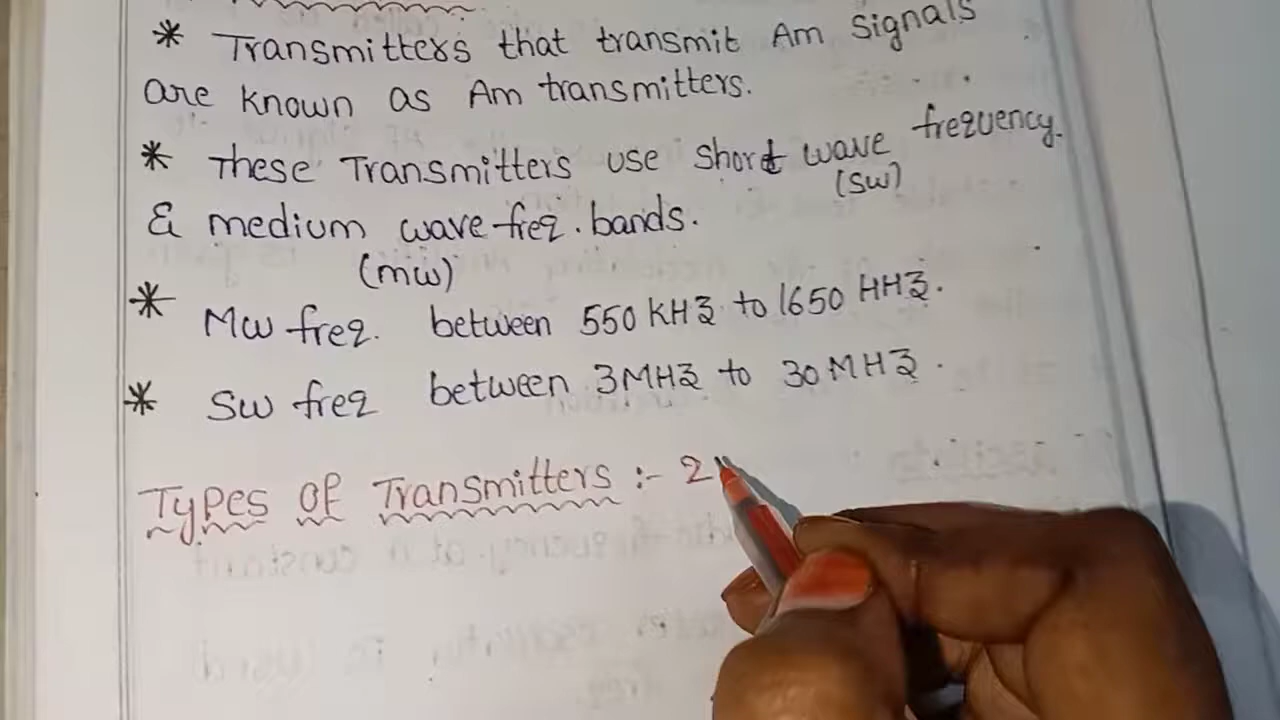 * Transmitters that transmit Am Signals
are known as Am transmitters.
* These Transmitters use short wave frequency.
(SW)
& medium wave freq. bands.
(mw)
* Mw freq. between 550 KHZ to 1650 HHZ.
* Sw freq between 3MHZ to 30MHZ.
Types of Transmitters :- 2